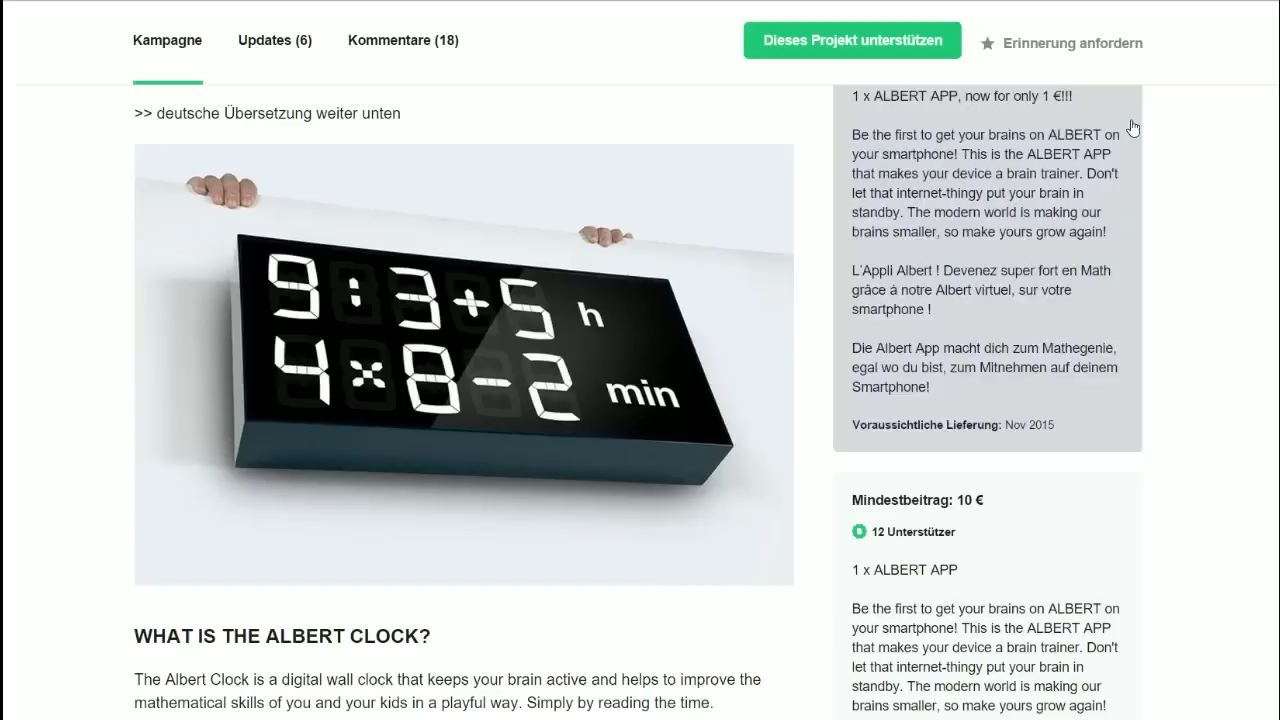 Kampagne
Updates (6)
Kommentare (18)
Dieses Projekt unterstützen
Erinnerung anfordern
>> deutsche Übersetzung weiter unten
9:3+5 h
4x8-2 min
WHAT IS THE ALBERT CLOCK?
The Albert Clock is a digital wall clock that keeps your brain active and helps to improve the
mathematical skills of you and your kids in a playful way. Simply by reading the time.
1 x ALBERT APP, now for only 1 €!!!
Be the first to get your brains on ALBERT on
your smartphone! This is the ALBERT APP
that makes your device a brain trainer. Don't
let that internet-thingy put your brain in
standby. The modern world is making our
brains smaller, so make yours grow again!
L'Appli Albert ! Devenez super fort en Math
grâce á notre Albert virtuel, sur votre
smartphone !
Die Albert App macht dich zum Mathegenie,
egal wo du bist, zum MItnehmen auf deinem
Smartphone!
Voraussichtliche Lieferung: Nov 2015
Mindestbeitrag: 10 €
12 Unterstützer
1 x ALBERT APP
Be the first to get your brains on ALBERT on
your smartphone! This is the ALBERT APP
that makes your device a brain trainer. Don't
let that internet-thingy put your brain in
standby. The modern world is making our
brains smaller, so make yours grow again!